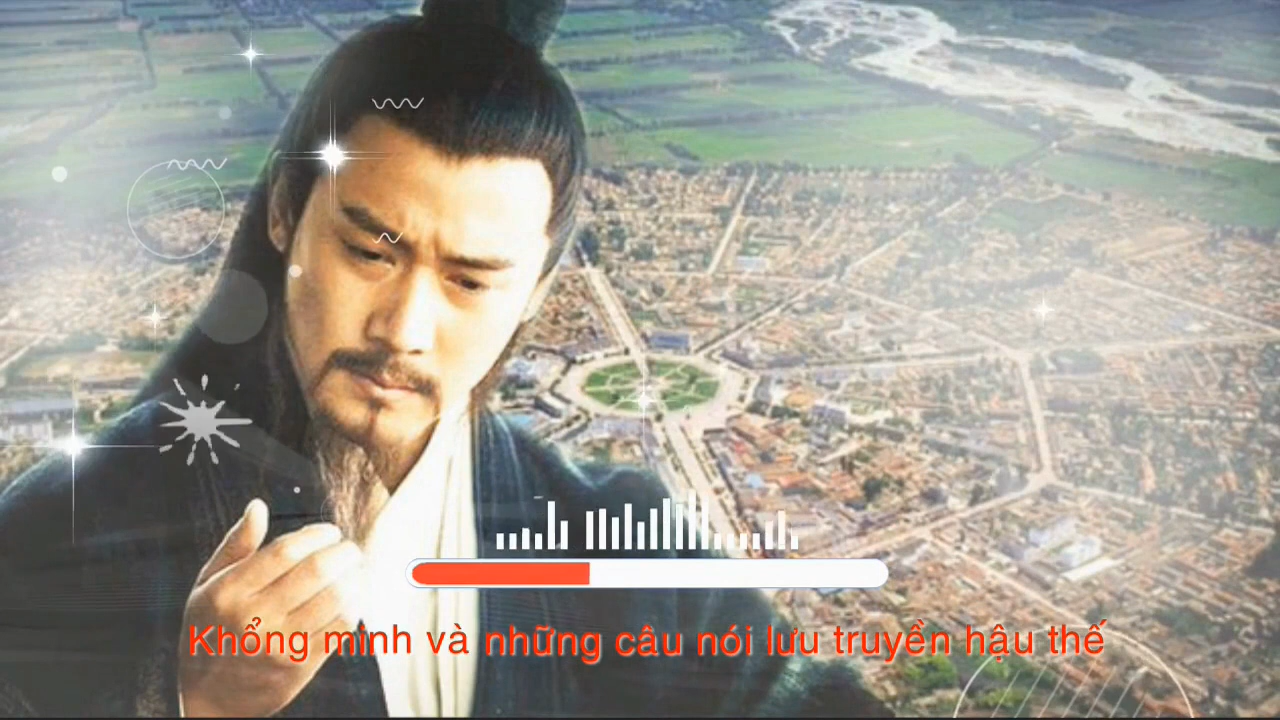 Khổng minh và những câu nói lưu truyền hậu thế